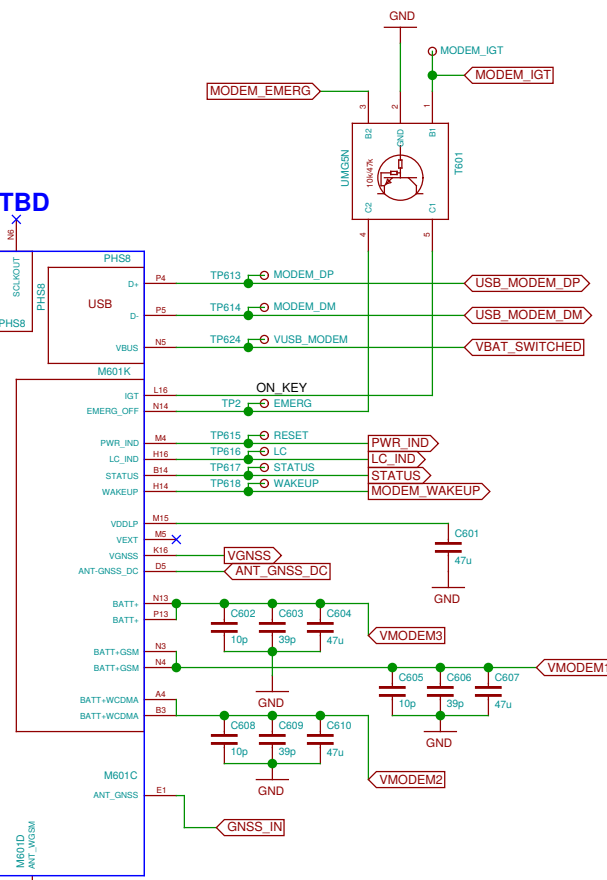 GND
MODEM_IGT
MODEM_IGT
MODEM_EMERG
3
2
1
B2
GND
B1
UMG5N
10k/47k
T601
C2
C1
4
5
TBD
N6
SCLKOUT
PHS8
PHS8
PHS8
USB
D+
P4
TP613
MODEM_DP
USB_MODEM_DP
D-
P5
TP614
MODEM_DM
USB_MODEM_DM
VBUS
N5
TP624
VUSB_MODEM
VBAT_SWITCHED
M601K
IGT
L16
ON_KEY
EMERG_OFF
N14
TP2
EMERG
PWR_IND
M4
TP615
RESET
PWR_IND
LC_IND
H16
TP616
LC
LC_IND
STATUS
B14
TP617
STATUS
STATUS
WAKEUP
H14
TP618
WAKEUP
MODEM_WAKEUP
VDDLP
M15
C601
47u
GND
VEXT
M5
VGNSS
K16
VGNSS
ANT-GNSS_DC
D5
ANT_GNSS_DC
BATT+
N13
BATT+
P13
C602
10p
C603
39p
C604
47u
VMODEM3
GND
BATT+GSM
N3
BATT+GSM
N4
VMODEM1
C605
10p
C606
39p
C607
47u
GND
BATT+WCDMA
A4
BATT+WCDMA
B3
C608
10p
C609
39p
C610
47u
VMODEM2
GND
M601C
ANT_GNSS
E1
GNSS_IN
M601D
ANT_WGSM